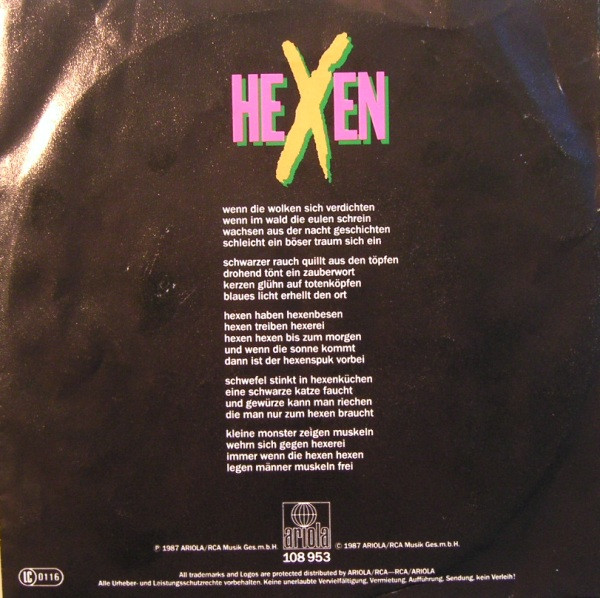 HEXEN
wenn die wolken sich verdichten
wenn im wald die eulen schrein
wachsen aus der nacht geschichten
schleicht ein böser traum sich ein
schwarzer rauch quillt aus den töpfen
drohend tönt ein zauberwort
kerzen glühn auf totenköpfen
blaues licht erhellt den ort
hexen haben hexenbesen
hexen treiben hexerei
hexen hexen bis zum morgen
und wenn die sonne kommt
dann ist der hexenspuk vorbei
schwefel stinkt in hexenküchen
eine schwarze katze faucht
und gewürze kann man riechen
die man nur zum hexen braucht
kleine monster zeigen muskeln
wehrn sich gegen hexerei
immer wenn die hexen hexen
legen männer muskeln frei
ariola
℗ 1987 ARIOLA/RCA Musik Ges.m.b.H. © 1987 ARIOLA/RCA Musik Ges.m.b.H.
108 953
LC 0116
All trademarks and Logos are protected distributed by ARIOLA/RCA—RCA/ARIOLA
Alle Urheber- und Leistungsschutzrechte vorbehalten. Keine unerlaubte Vervielfältigung, Vermietung, Aufführung, Sendung, kein Verleih!